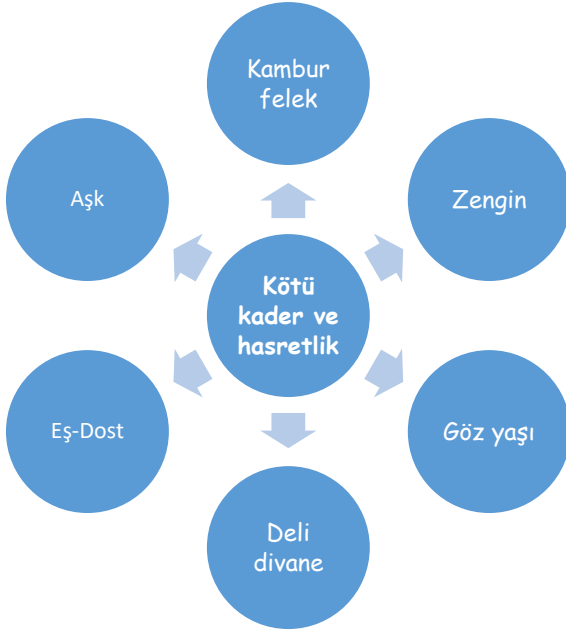 Kambur
felek
Zengin
Göz yaşı
Deli
divane
Eş-Dost
Aşk
Kötü
kader ve
hasretlik